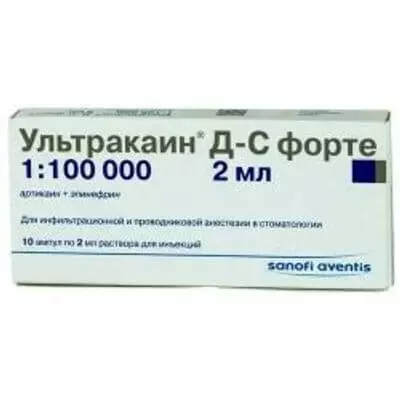 Ультракаин® Д-С форте
1:100 000 2 мл
артикаин + эпинефрин
Для инфильтрационной и проводниковой анестезии в стоматологии
10 ампул по 2 мл раствора для инъекций
sanofi aventis